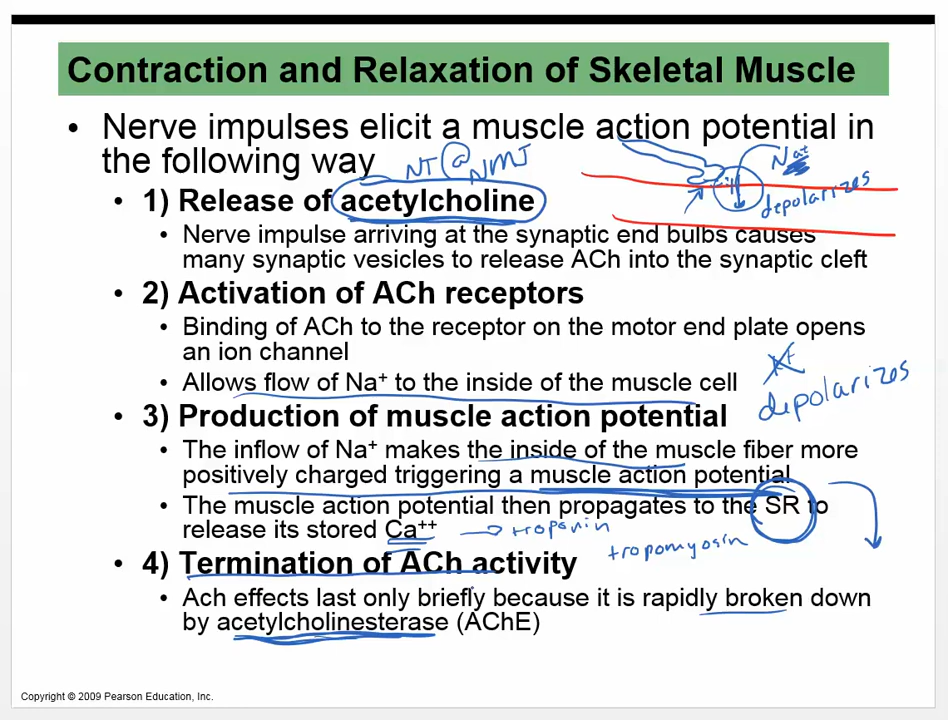 Contraction and Relaxation of Skeletal Muscle
• Nerve impulses elicit a muscle action potential in
the following way
NT @ NMJ
Na+
depolarizes
• 1) Release of acetylcholine
• Nerve impulse arriving at the synaptic end bulbs causes
many synaptic vesicles to release ACh into the synaptic cleft
• 2) Activation of ACh receptors
• Binding of ACh to the receptor on the motor end plate opens
an ion channel
• Allows flow of Na+ to the inside of the muscle cell
depolarizes
• 3) Production of muscle action potential
• The inflow of Na+ makes the inside of the muscle fiber more
positively charged triggering a muscle action potential
• The muscle action potential then propagates to the SR to
release its stored Ca++ → troponin
tropomyosin
• 4) Termination of ACh activity
• Ach effects last only briefly because it is rapidly broken down
by acetylcholinesterase (AChE)
Copyright © 2009 Pearson Education, Inc.